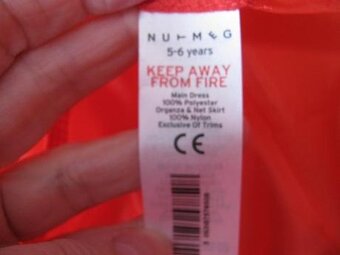 NUTMEG
5-6 years
KEEP AWAY
FROM FIRE
Main Dress
100% Polyester
Organza & Net Skirt
100% Nylon
Exclusive Of Trims
CE